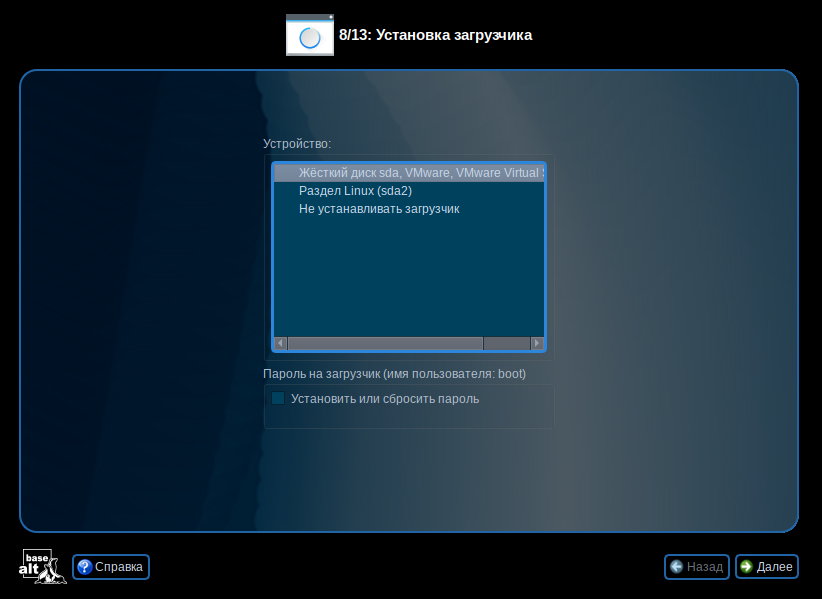 8/13: Установка загрузчика
Устройство:
Жёсткий диск sda, VMware, VMware Virtual
Раздел Linux (sda2)
Не устанавливать загрузчик
Пароль на загрузчик (имя пользователя: boot)
Установить или сбросить пароль
base
alt
Справка
Назад
Далее